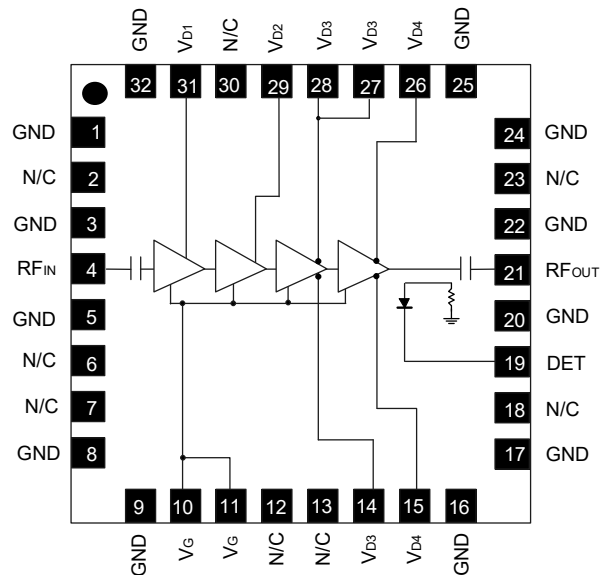 GND VD1 N/C VD2 VD3 VD3 VD4 GND
32 31 30 29 28 27 26 25
GND 1 24 GND
N/C 2 23 N/C
GND 3 22 GND
RFIN 4 21 RFOUT
GND 5 20 GND
N/C 6 19 DET
N/C 7 18 N/C
GND 8 17 GND
9 10 11 12 13 14 15 16
GND VG VG N/C N/C VD3 VD4 GND